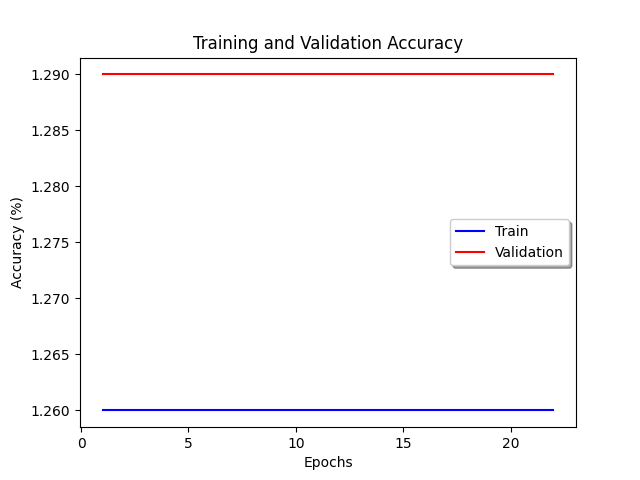 Training and Validation Accuracy
Accuracy (%)
1.290
1.285
1.280
1.275
1.270
1.265
1.260
Train
Validation
0 5 10 15 20
Epochs